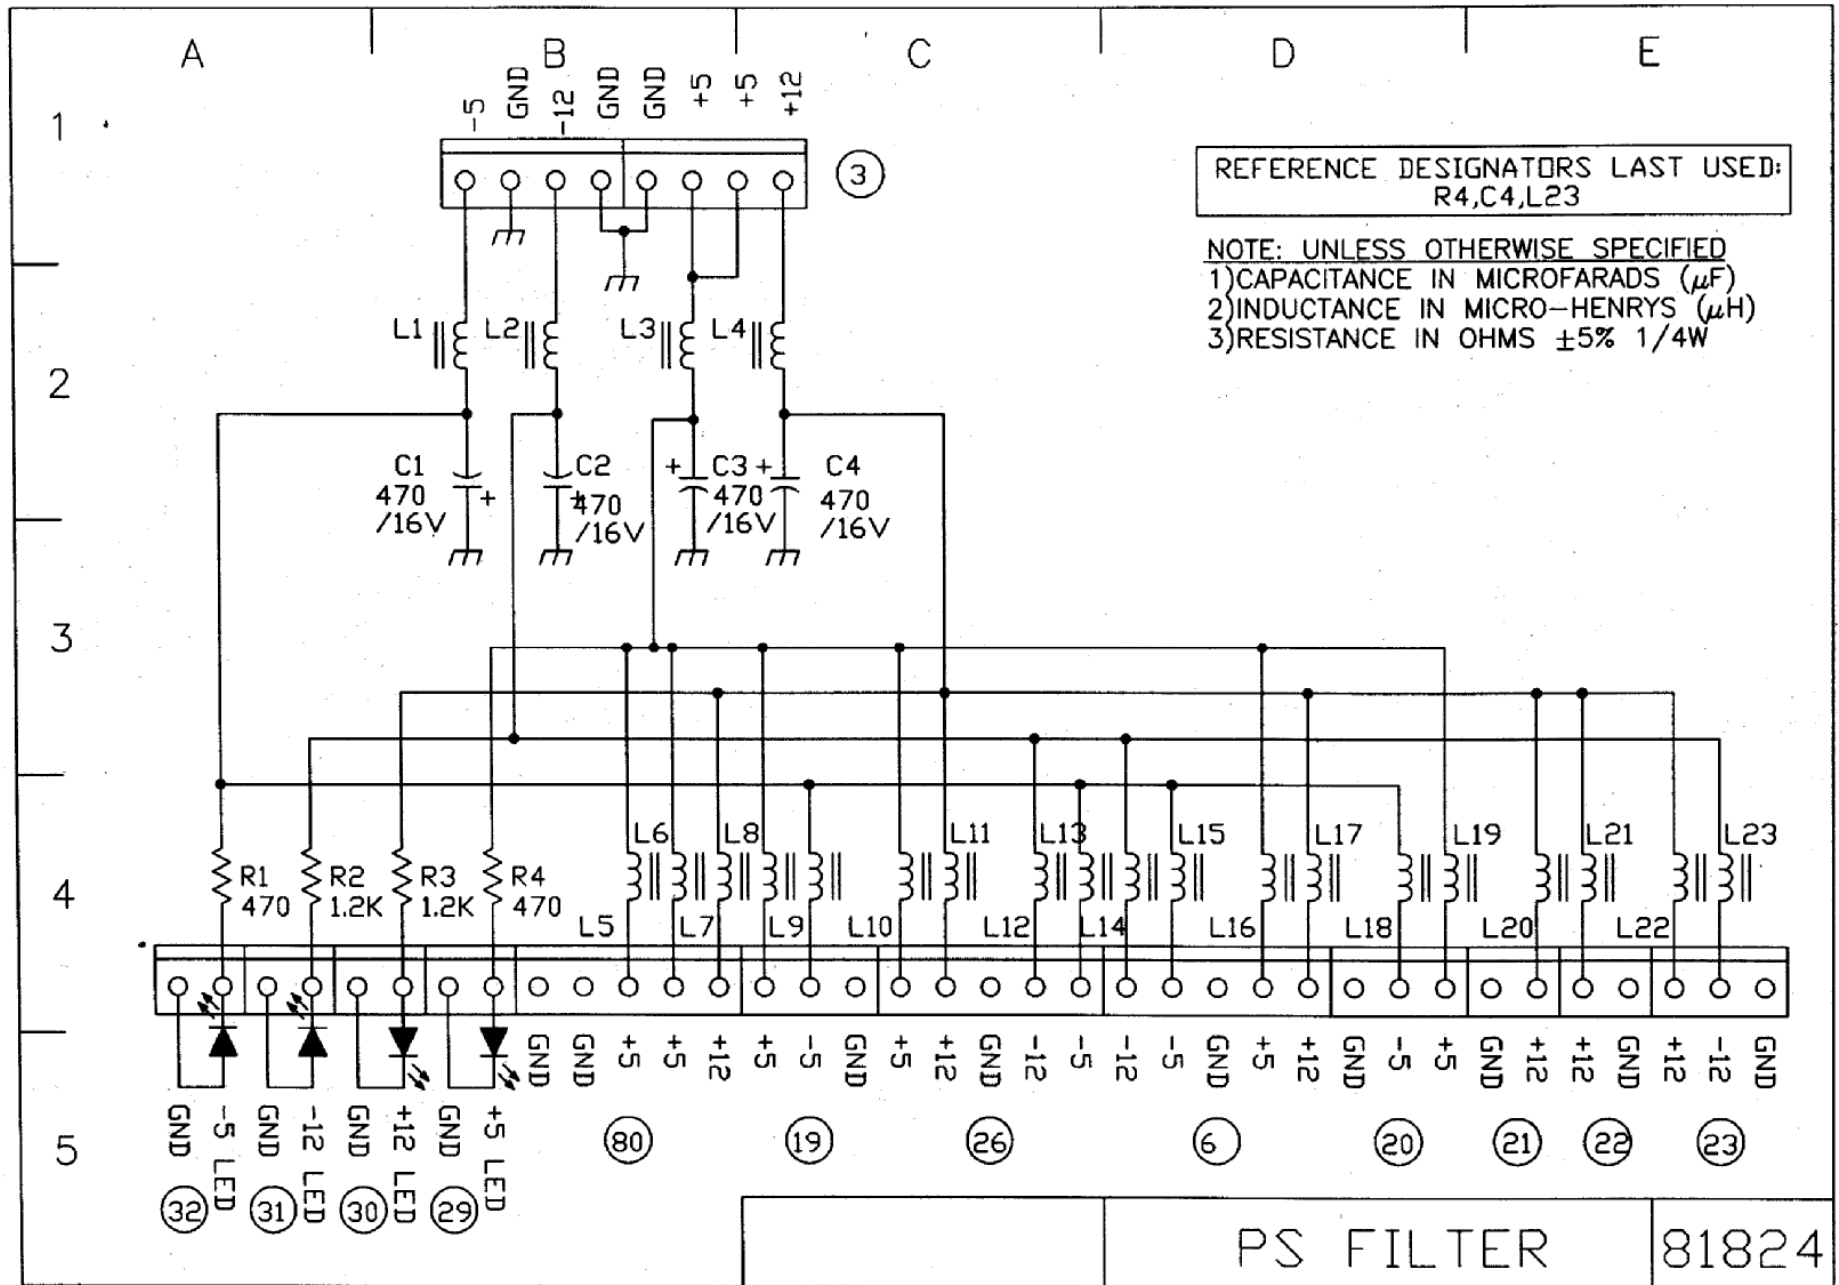 A B C D E
-5 GND -12 GND GND +5 +5 +12
1
3
REFERENCE DESIGNATORS LAST USED:
R4,C4,L23
NOTE: UNLESS OTHERWISE SPECIFIED
1)CAPACITANCE IN MICROFARADS (μF)
2)INDUCTANCE IN MICRO-HENRYS (μH)
3)RESISTANCE IN OHMS ±5% 1/4W
L1 L2 L3 L4
2
C1 + 470 /16V
C2 + 470 /16V
+ C3 470 /16V
+ C4 470 /16V
3
L6 L8 L11 L13 L15 L17 L19 L21 L23
4
R1 470
R2 1.2K
R3 1.2K
R4 470
L5 L7 L9 L10 L12 L14 L16 L18 L20 L22
GND GND +5 +5 +12 +5 -5 GND +5 +12 GND -12 -5 -12 -5 GND +5 +12 GND -5 +5 GND +12 +12 GND +12 -12 GND
5
GND -5 LED GND -12 LED GND +12 LED GND +5 LED
80 19 26 6 20 21 22 23
32 31 30 29
PS FILTER 81824